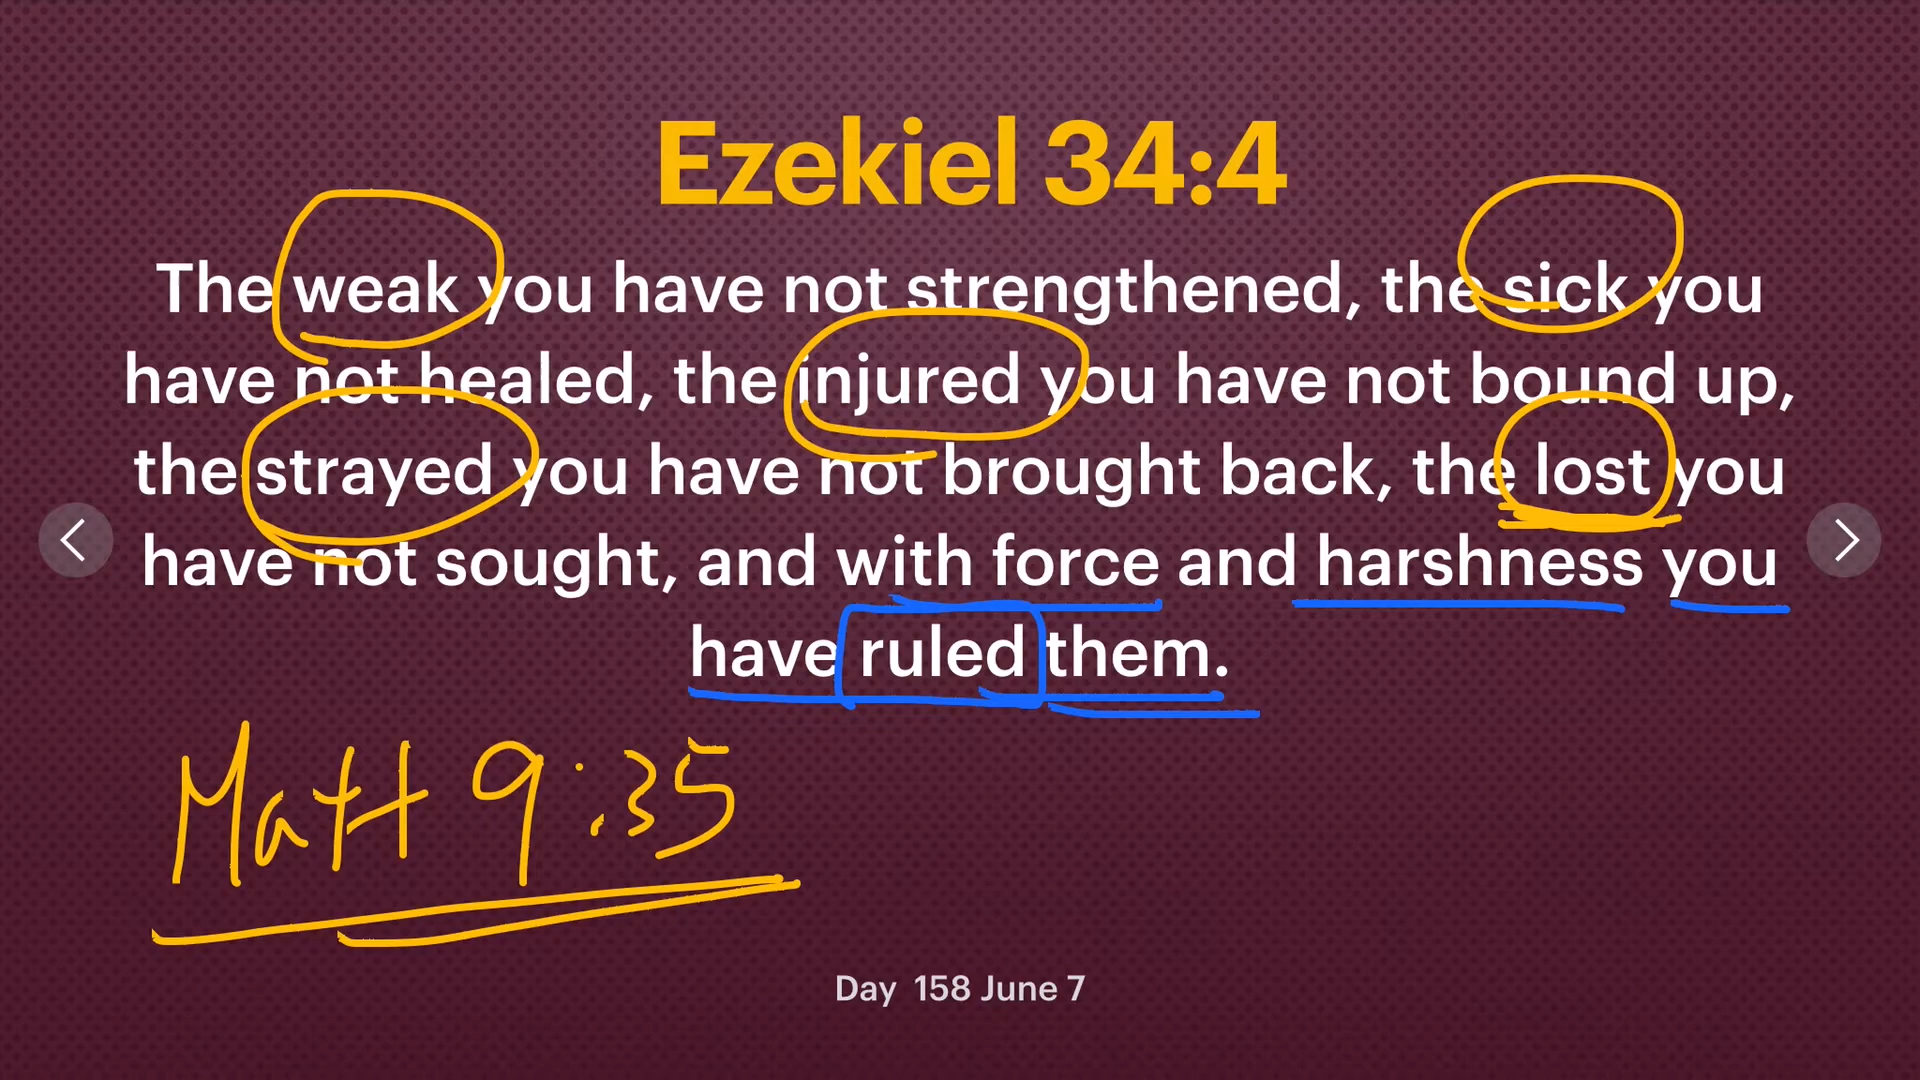 Ezekiel 34:4
The weak you have not strengthened, the sick you
have not healed, the injured you have not bound up,
the strayed you have not brought back, the lost you
have not sought, and with force and harshness you
have ruled them.
Matt 9:35
Day 158 June 7